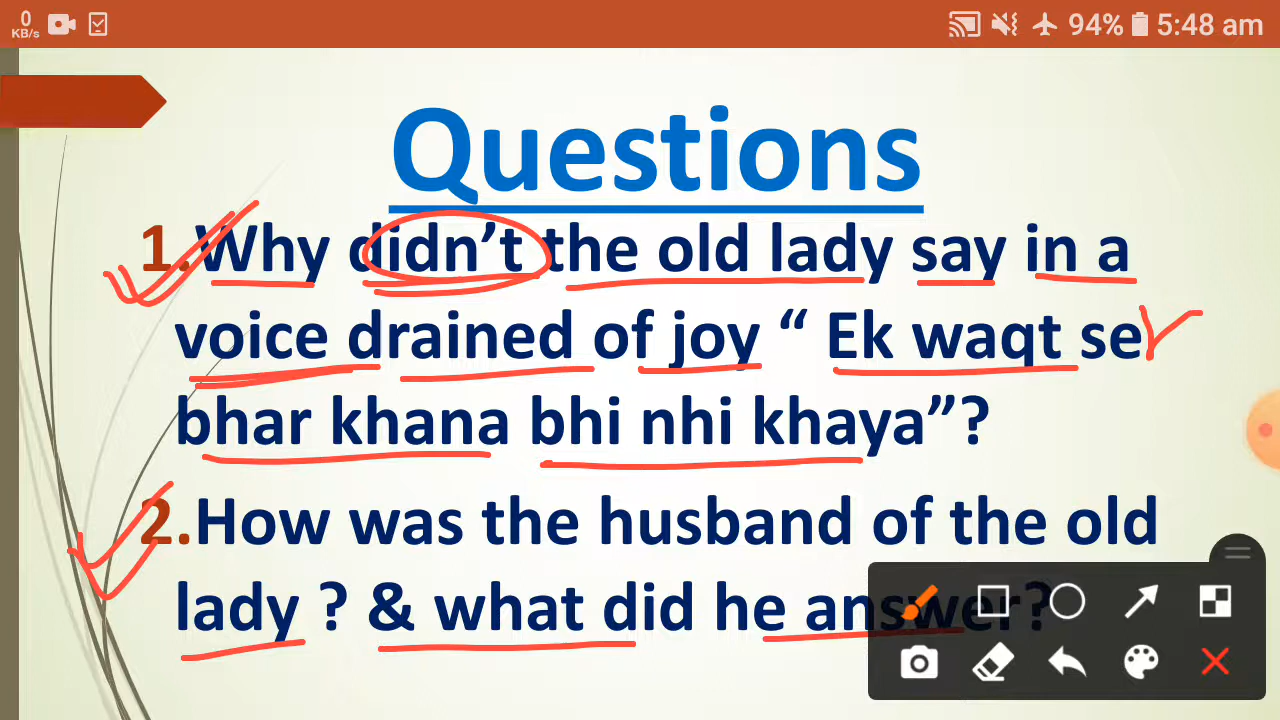 0
KB/s
94% 5:48 am
Questions
1.Why didn't the old lady say in a
voice drained of joy “ Ek waqt se
bhar khana bhi nhi khaya”?
2.How was the husband of the old
lady ? & what did he answer?